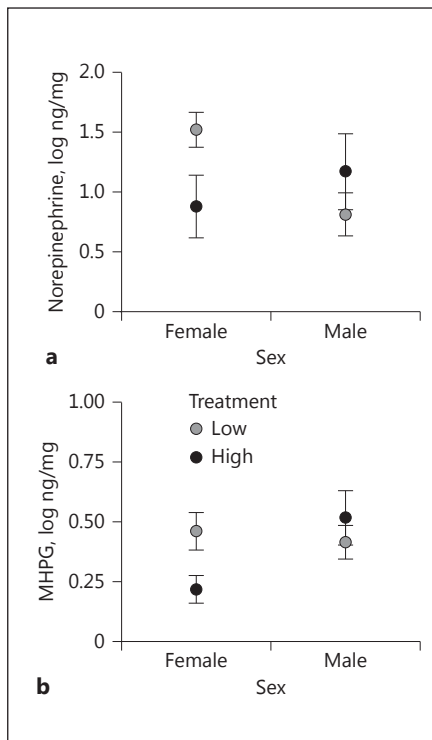 2.0
1.5
1.0
0.5
0
Norepinephrine, log ng/mg
Female Male
Sex
a
1.00
0.75
0.50
0.25
0
MHPG, log ng/mg
Treatment
Low
High
Female Male
Sex
b